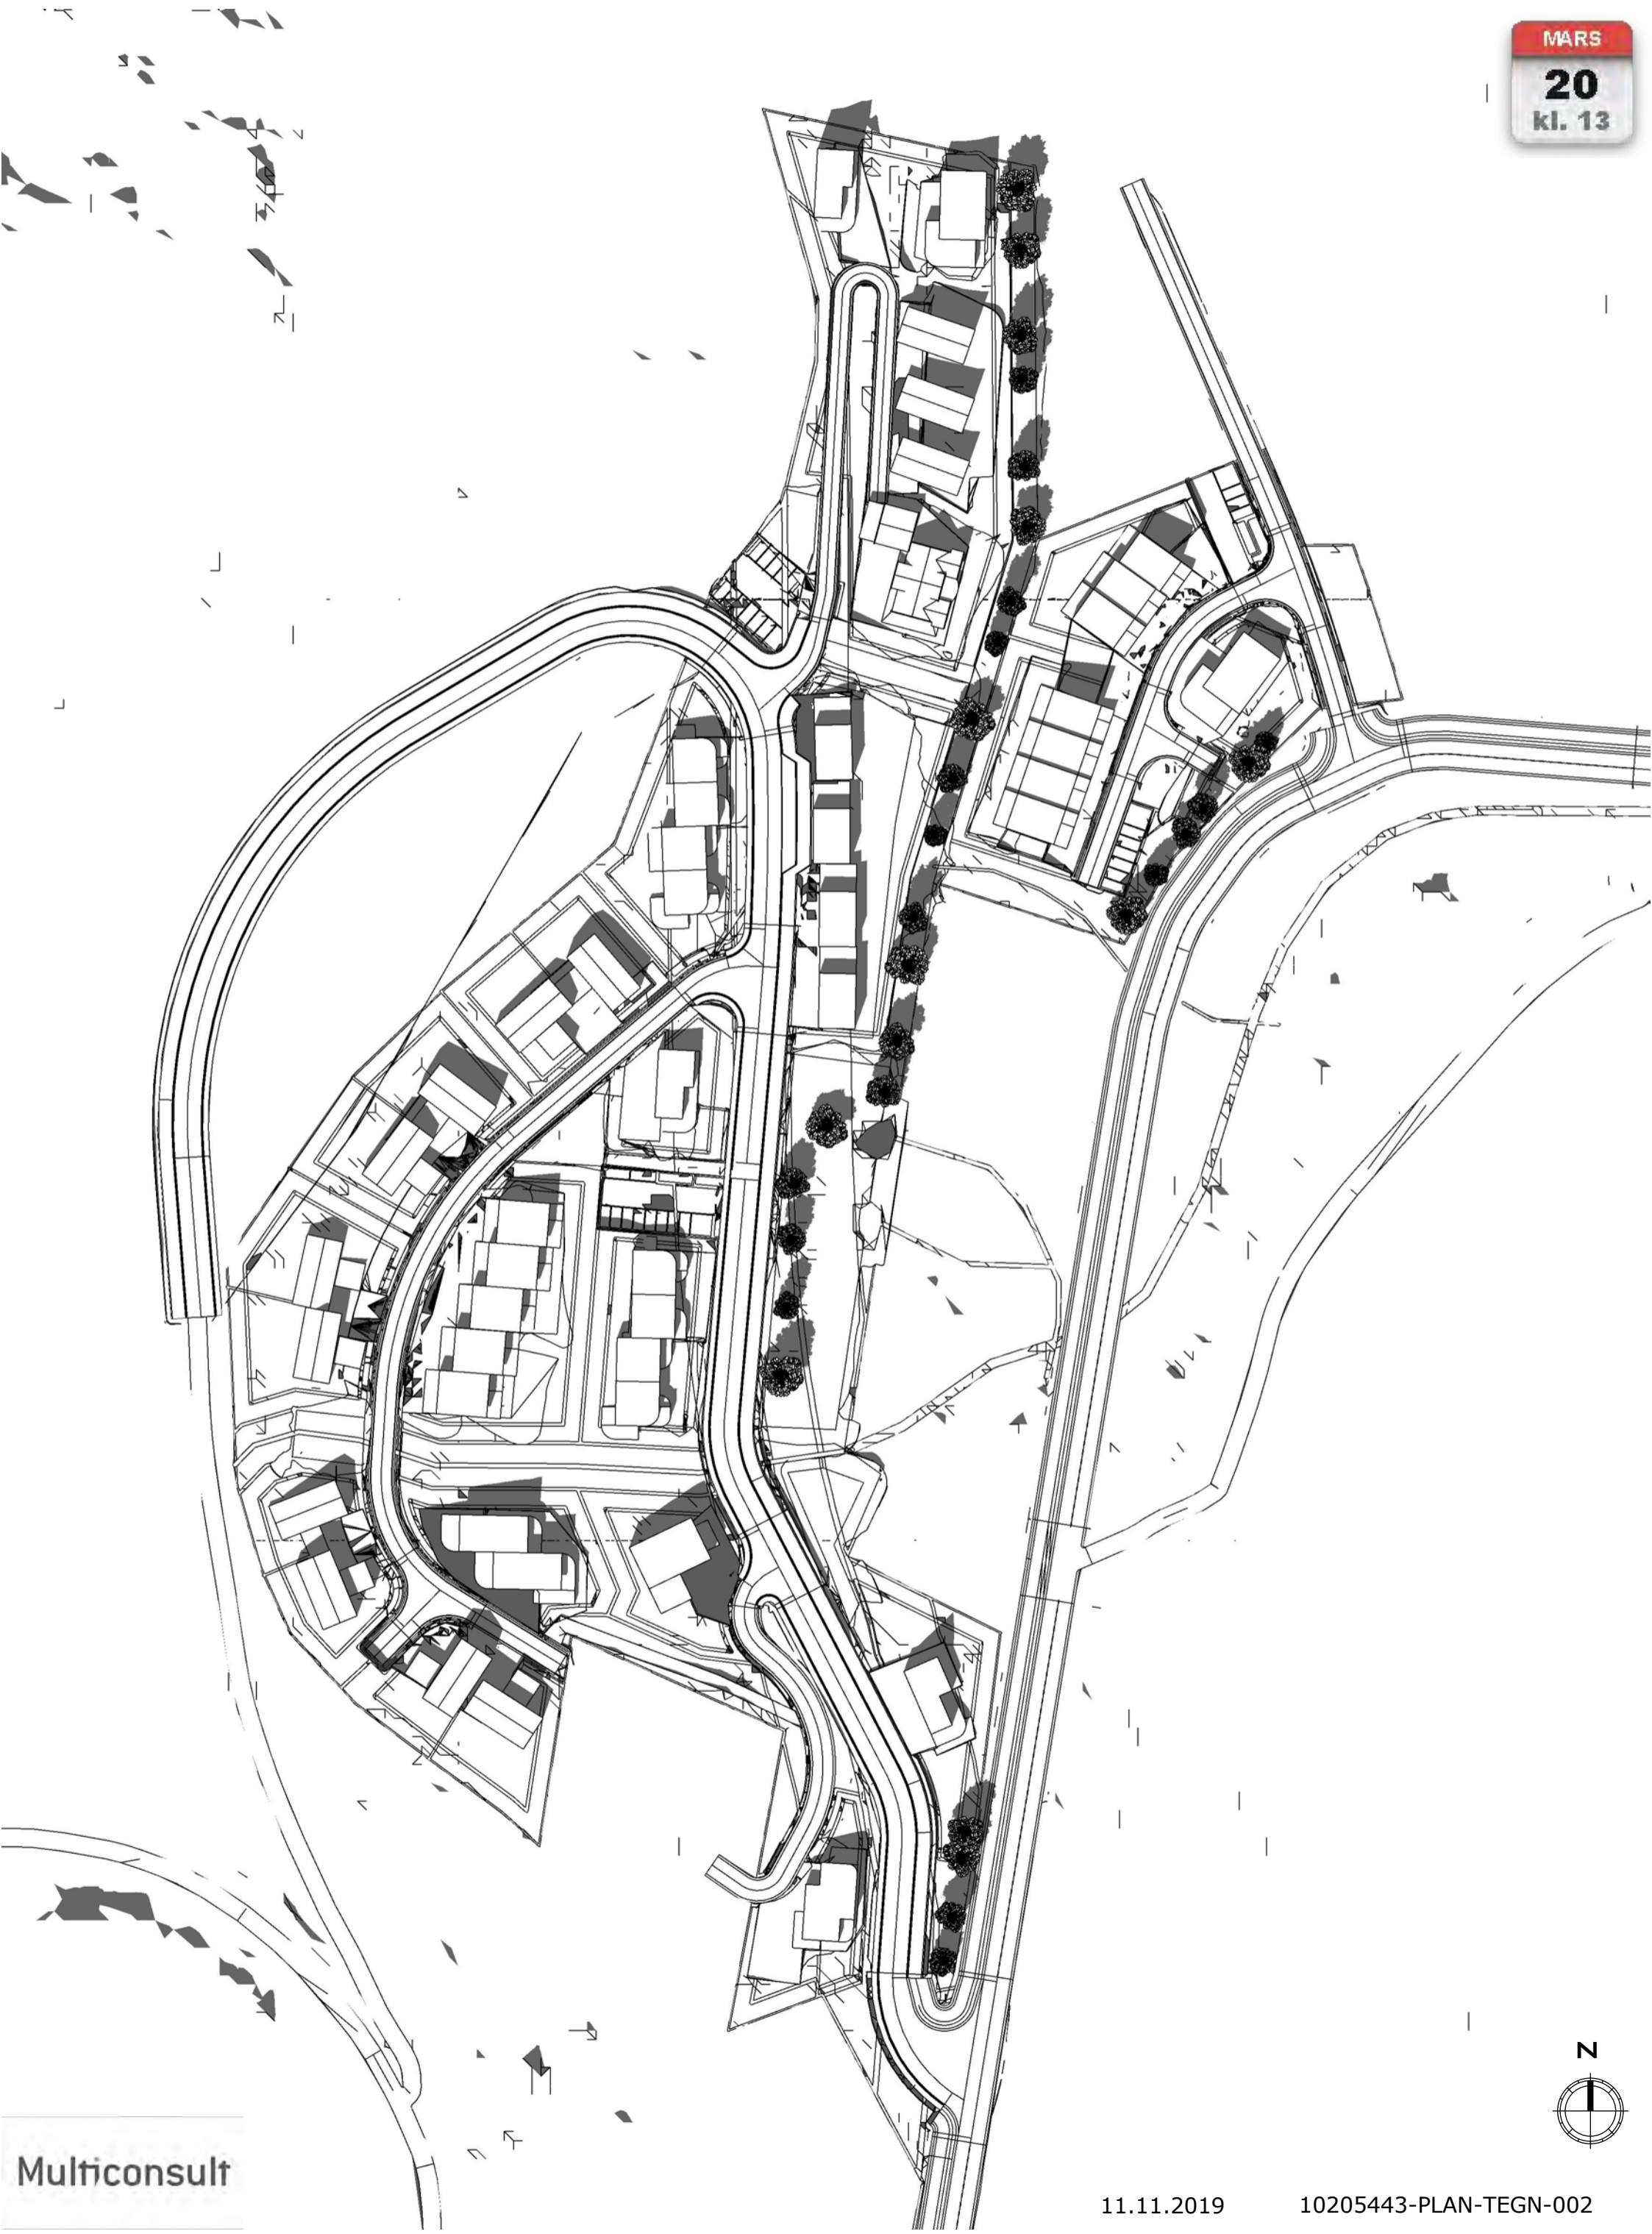 MARS
20
kl. 13
N
Multiconsult
11.11.2019 10205443-PLAN-TEGN-002